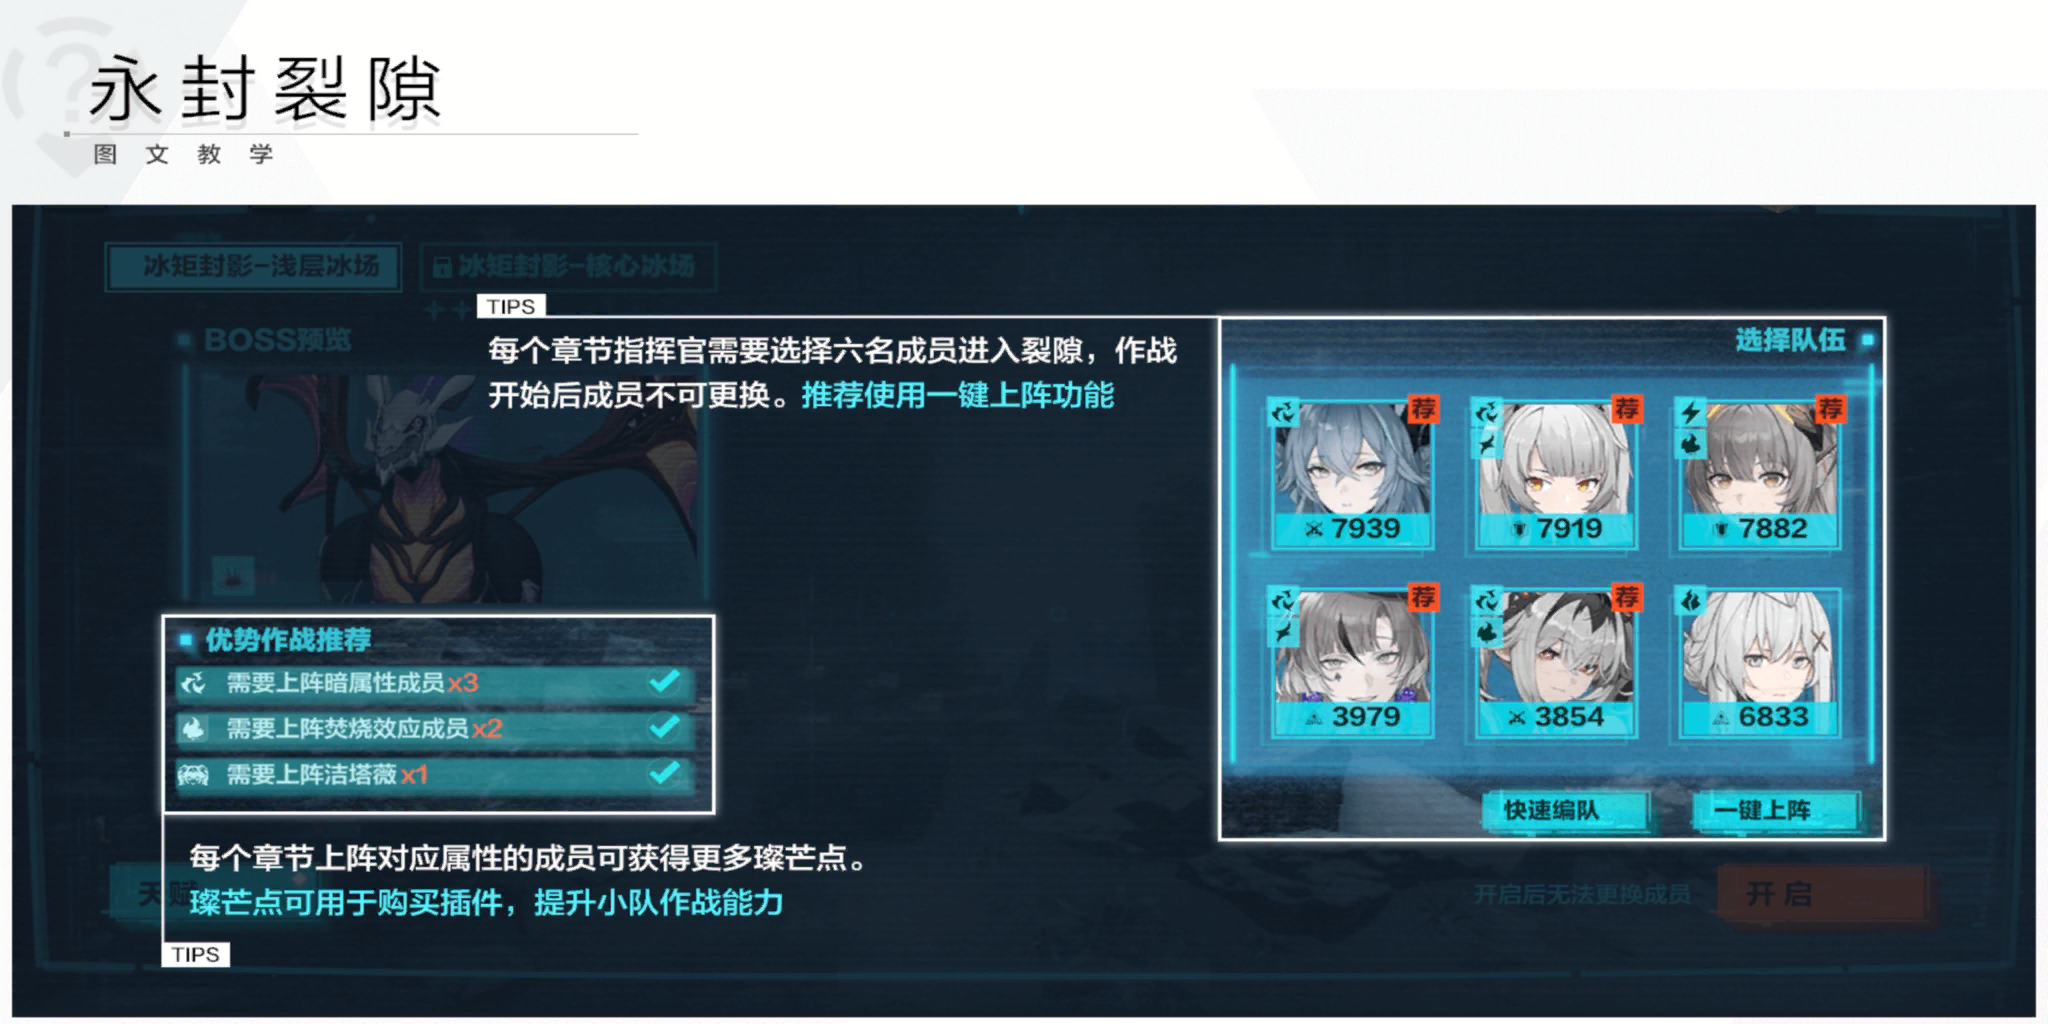 永封裂隙
图文教学
冰矩封影-浅层冰场
冰矩封影-核心冰场
TIPS
BOSS预览
每个章节指挥官需要选择六名成员进入裂隙，作战
开始后成员不可更换。推荐使用一键上阵功能
选择队伍
荐
荐
荐
7939
7919
7882
荐
荐
3979
3854
6833
快速编队
一键上阵
优势作战推荐
需要上阵暗属性成员x3
需要上阵焚烧效应成员x2
需要上阵洁塔薇x1
每个章节上阵对应属性的成员可获得更多璨芒点。
天赋
璨芒点可用于购买插件，提升小队作战能力
开启后无法更换成员
开启
TIPS